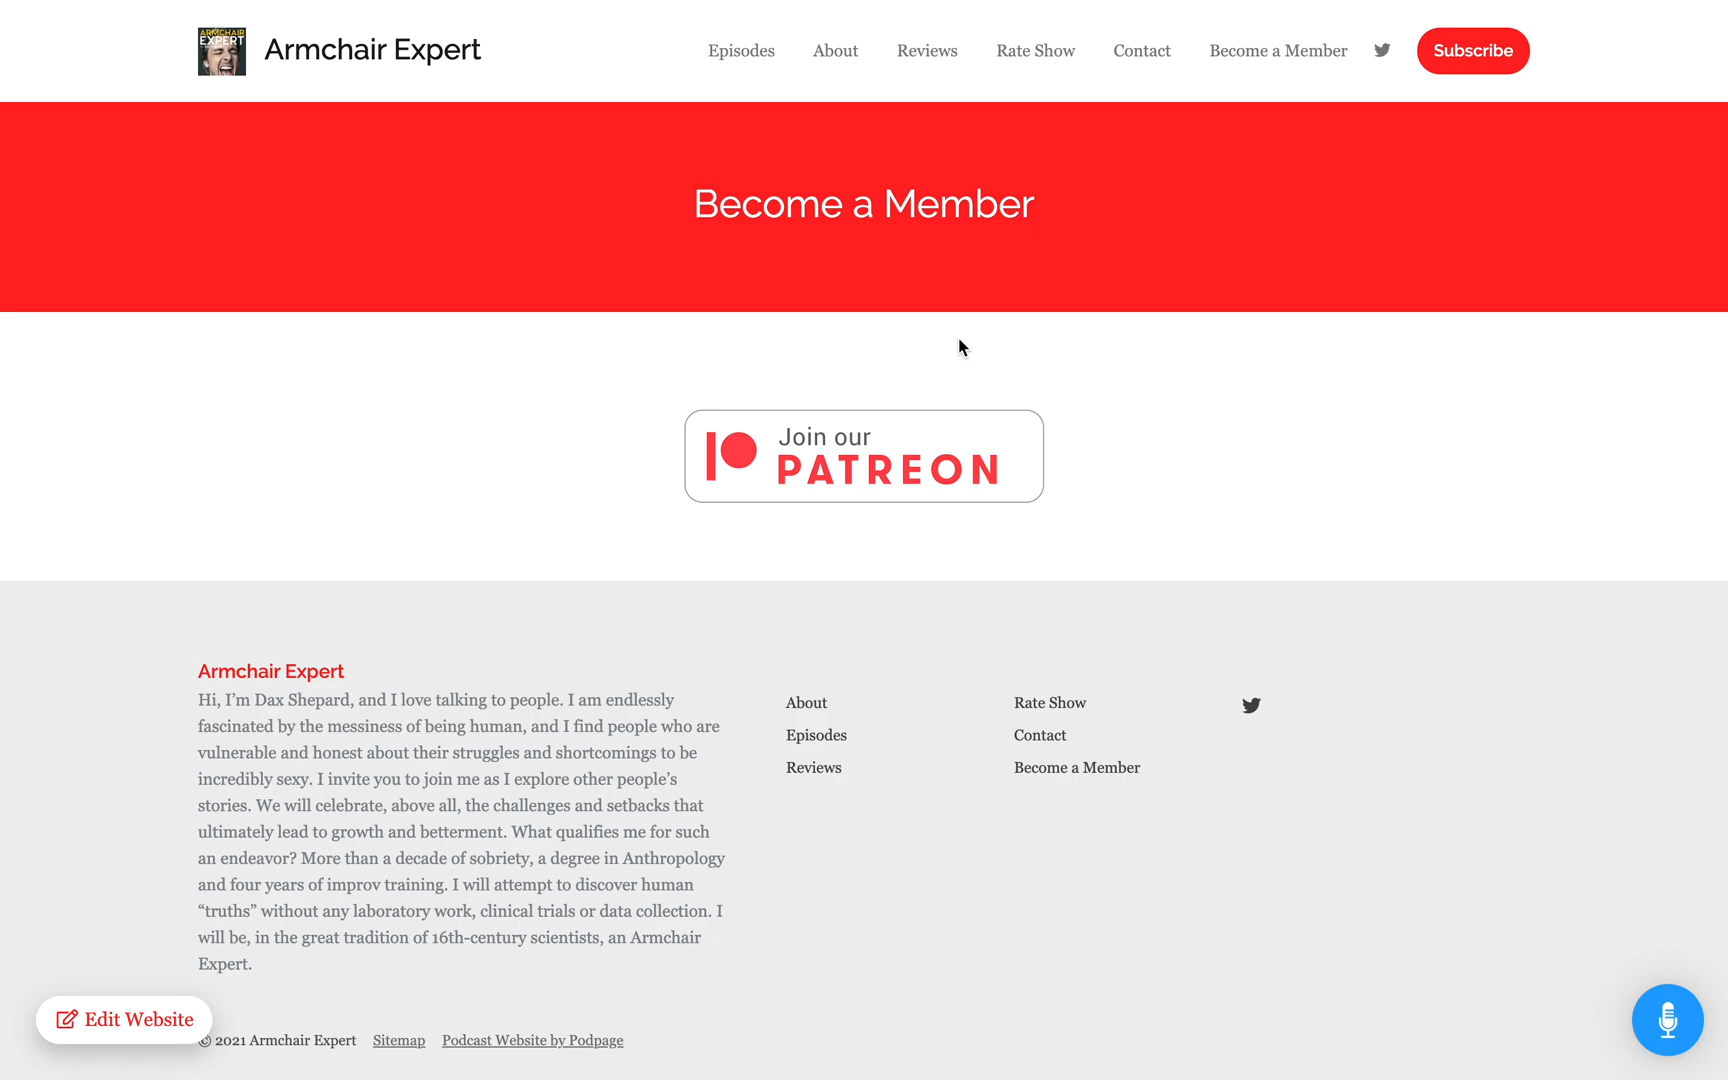 ARMCHAIR
EXPERT
Armchair Expert
Episodes
About
Reviews
Rate Show
Contact
Become a Member
Subscribe
Become a Member
Join our
PATREON
Armchair Expert
Hi, I’m Dax Shepard, and I love talking to people. I am endlessly
fascinated by the messiness of being human, and I find people who are
vulnerable and honest about their struggles and shortcomings to be
incredibly sexy. I invite you to join me as I explore other people’s
stories. We will celebrate, above all, the challenges and setbacks that
ultimately lead to growth and betterment. What qualifies me for such
an endeavor? More than a decade of sobriety, a degree in Anthropology
and four years of improv training. I will attempt to discover human
“truths” without any laboratory work, clinical trials or data collection. I
will be, in the great tradition of 16th-century scientists, an Armchair
Expert.
About
Episodes
Reviews
Rate Show
Contact
Become a Member
Edit Website
© 2021 Armchair Expert
Sitemap
Podcast Website by Podpage